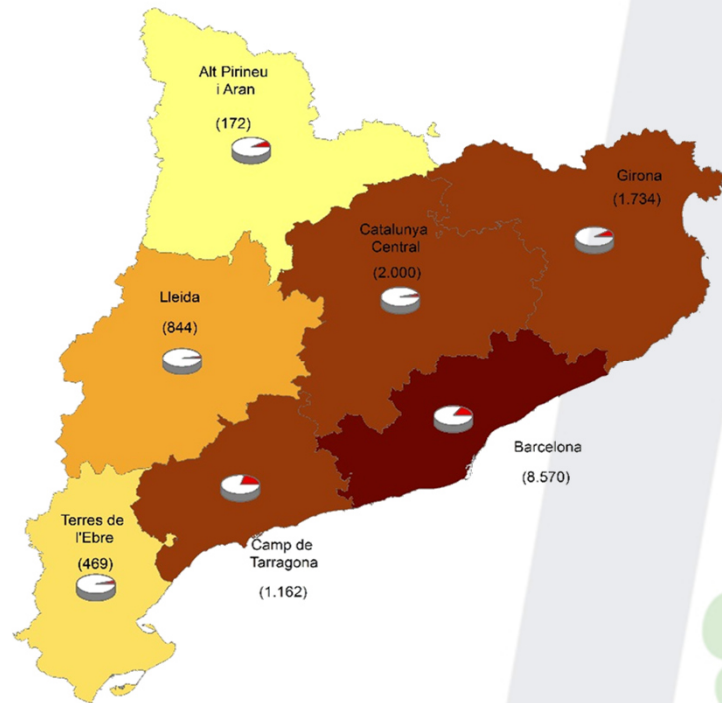 Alt Pirineu
i Aran
(172)
Girona
(1.734)
Catalunya
Central
(2.000)
Lleida
(844)
Barcelona
(8.570)
Terres de
l'Ebre
(469)
Camp de
Tarragona
(1.162)